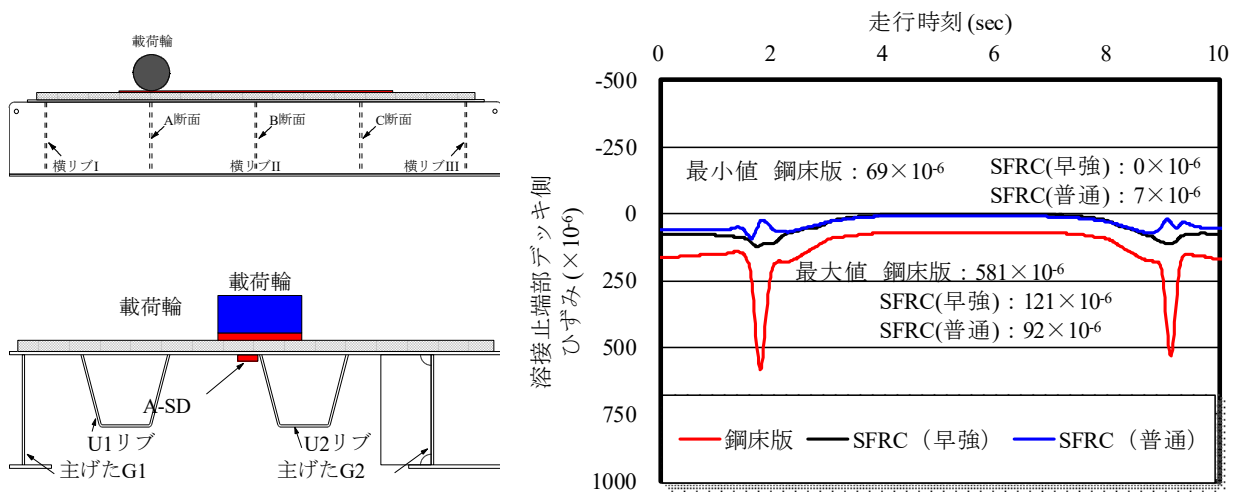 載荷輪
A断面
B断面
C断面
横リブI
横リブII
横リブIII
載荷輪
載荷輪
A-SD
U1リブ
U2リブ
主げたG1
主げたG2
走行時刻(sec)
0 2 4 6 8 10
-500
-250
0
250
500
750
1000
溶接止端部デッキ側
ひずみ(×10-6)
最小値 鋼床版:69×10-6
SFRC(早強):0×10-6
SFRC(普通):7×10-6
最大値 鋼床版:581×10-6
SFRC(早強):121×10-6
SFRC(普通):92×10-6
鋼床版 SFRC(早強) SFRC(普通)